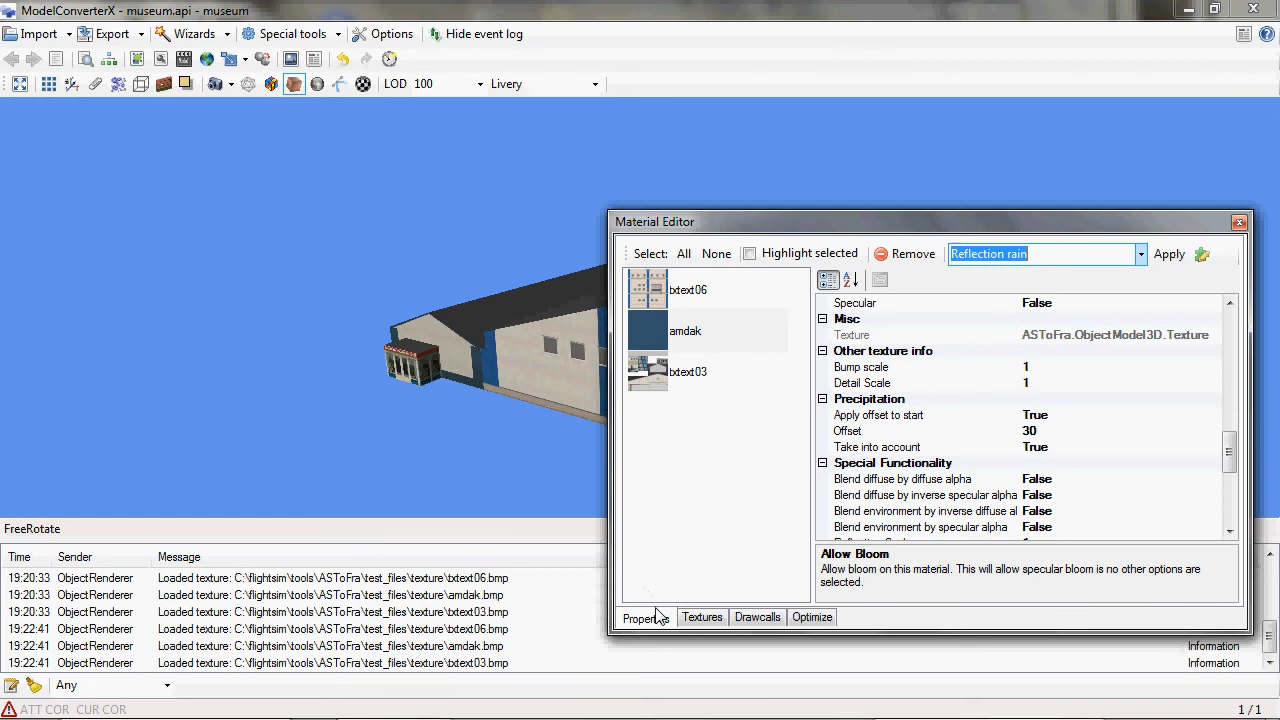 ModelConverterX - museum.api - museum
Import Export Wizards Special tools Options Hide event log
LOD 100 Livery
Material Editor
Select: All None Highlight selected Remove Reflection rain Apply
btext06
amdak
btext03
Specular False
Misc
Texture ASToFra.ObjectModel3D.Texture
Other texture info
Bump scale 1
Detail Scale 1
Precipitation
Apply offset to start True
Offset 30
Take into account True
Special Functionality
Blend diffuse by diffuse alpha False
Blend diffuse by inverse specular alpha False
Blend environment by inverse diffuse al False
Blend environment by specular alpha False
Allow Bloom
Allow bloom on this material. This will allow specular bloom is no other options are
selected.
Properties Textures Drawcalls Optimize
FreeRotate
Time Sender Message
19:20:33 ObjectRenderer Loaded texture: C:\flightsim\tools\ASToFra\test_files\texture\txtext06.bmp
19:20:33 ObjectRenderer Loaded texture: C:\flightsim\tools\ASToFra\test_files\texture\amdak.bmp
19:20:33 ObjectRenderer Loaded texture: C:\flightsim\tools\ASToFra\test_files\texture\txtext03.bmp
19:22:41 ObjectRenderer Loaded texture: C:\flightsim\tools\ASToFra\test_files\texture\txtext06.bmp
19:22:41 ObjectRenderer Loaded texture: C:\flightsim\tools\ASToFra\test_files\texture\amdak.bmp Information
19:22:41 ObjectRenderer Loaded texture: C:\flightsim\tools\ASToFra\test_files\texture\txtext03.bmp Information
Any
ATT COR CUR COR 1 / 1